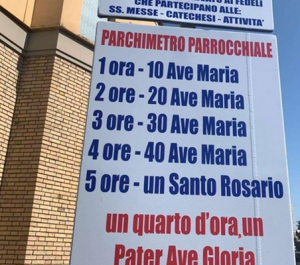 AI FEDELI
CHE PARTECIPANO ALLE:
SS. MESSE - CATECHESI - ATTIVITA'
PARCHIMETRO PARROCCHIALE
1 ora - 10 Ave Maria
2 ore - 20 Ave Maria
3 ore - 30 Ave Maria
4 ore - 40 Ave Maria
5 ore - un Santo Rosario
un quarto d'ora,un
Pater Ave Gloria